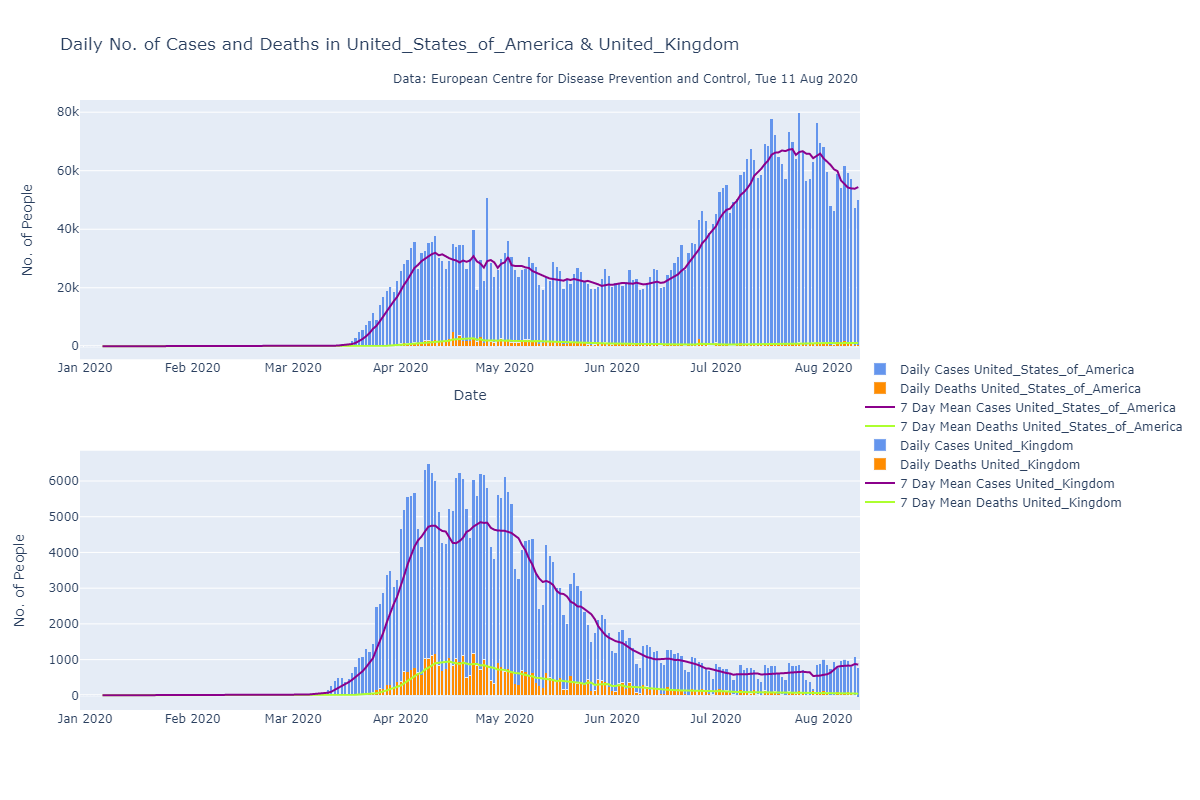 Daily No. of Cases and Deaths in United_States_of_America & United_Kingdom
Data: European Centre for Disease Prevention and Control, Tue 11 Aug 2020
80k
60k
40k
20k
0
No. of People
Jan 2020 Feb 2020 Mar 2020 Apr 2020 May 2020 Jun 2020 Jul 2020 Aug 2020
Date
Daily Cases United_States_of_America
Daily Deaths United_States_of_America
7 Day Mean Cases United_States_of_America
7 Day Mean Deaths United_States_of_America
Daily Cases United_Kingdom
Daily Deaths United_Kingdom
7 Day Mean Cases United_Kingdom
7 Day Mean Deaths United_Kingdom
6000
5000
4000
3000
2000
1000
0
No. of People
Jan 2020 Feb 2020 Mar 2020 Apr 2020 May 2020 Jun 2020 Jul 2020 Aug 2020